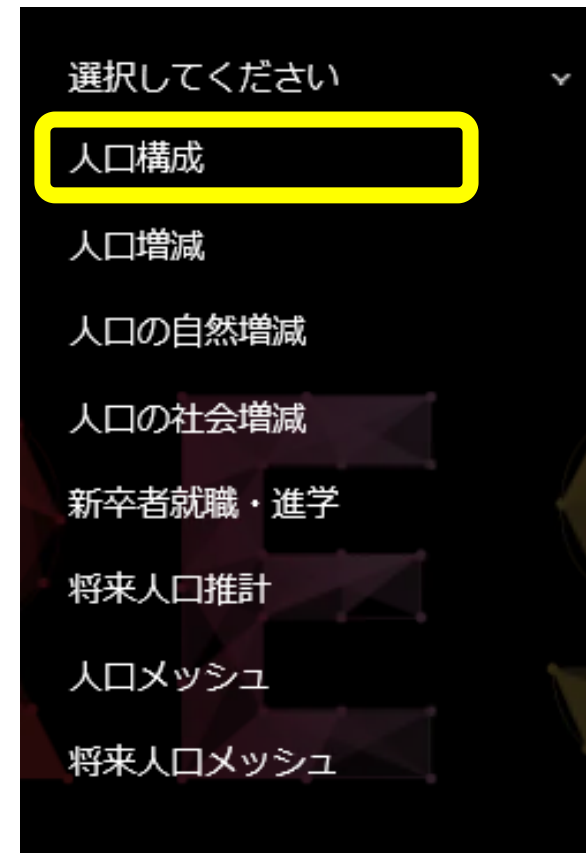 選択してください
人口構成
人口増減
人口の自然増減
人口の社会増減
新卒者就職・進学
将来人口推計
人口メッシュ
将来人口メッシュ